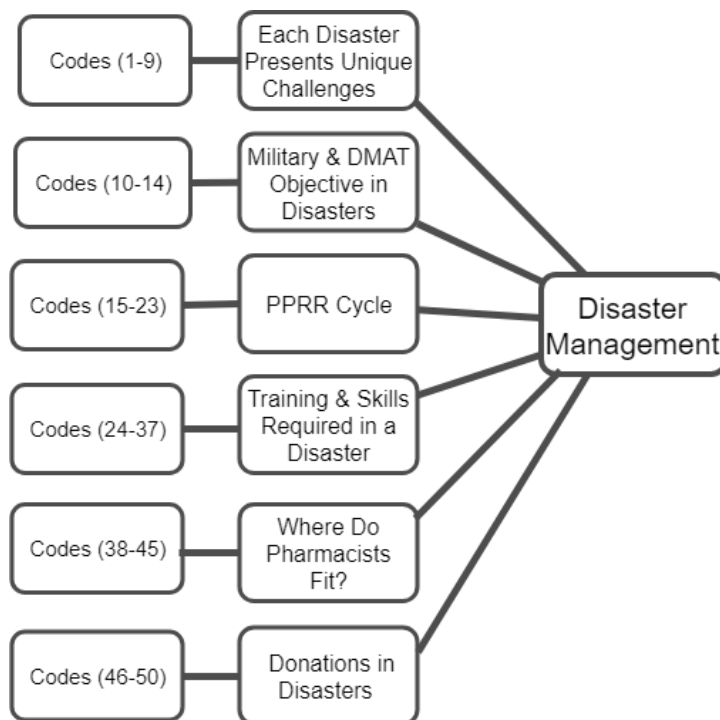 Codes (1-9)
Each Disaster
Presents Unique
Challenges
Codes (10-14)
Military & DMAT
Objective in
Disasters
Codes (15-23)
PPRR Cycle
Disaster
Management
Codes (24-37)
Training & Skills
Required in a
Disaster
Codes (38-45)
Where Do
Pharmacists
Fit?
Codes (46-50)
Donations in
Disasters